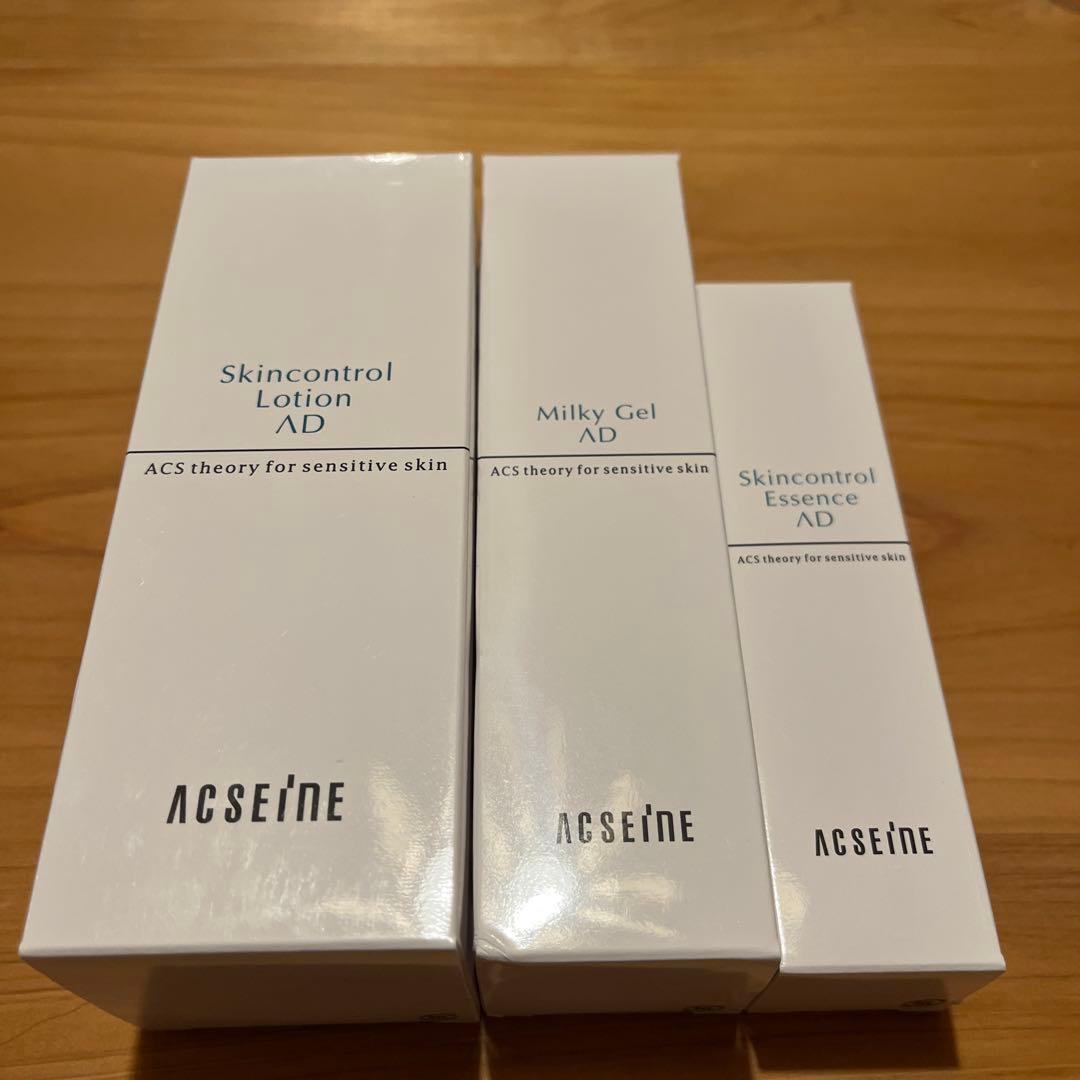 Skincontrol
Lotion
AD
ACS theory for sensitive skin
ACSEINE
Milky Gel
AD
ACS theory for sensitive skin
ACSEINE
Skincontrol
Essence
AD
ACS theory for sensitive skin
ACSEINE